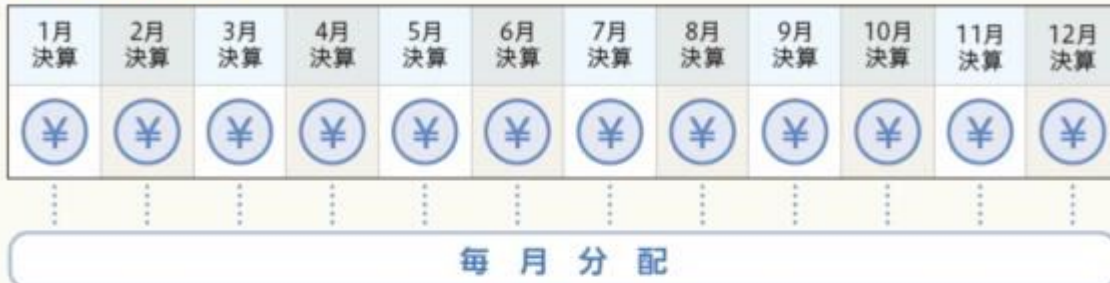 1月 2月 3月 4月 5月 6月 7月 8月 9月 10月 11月 12月
決算 決算 決算 決算 決算 決算 決算 決算 決算 決算 決算 決算
¥ ¥ ¥ ¥ ¥ ¥ ¥ ¥ ¥ ¥ ¥ ¥
毎月分配